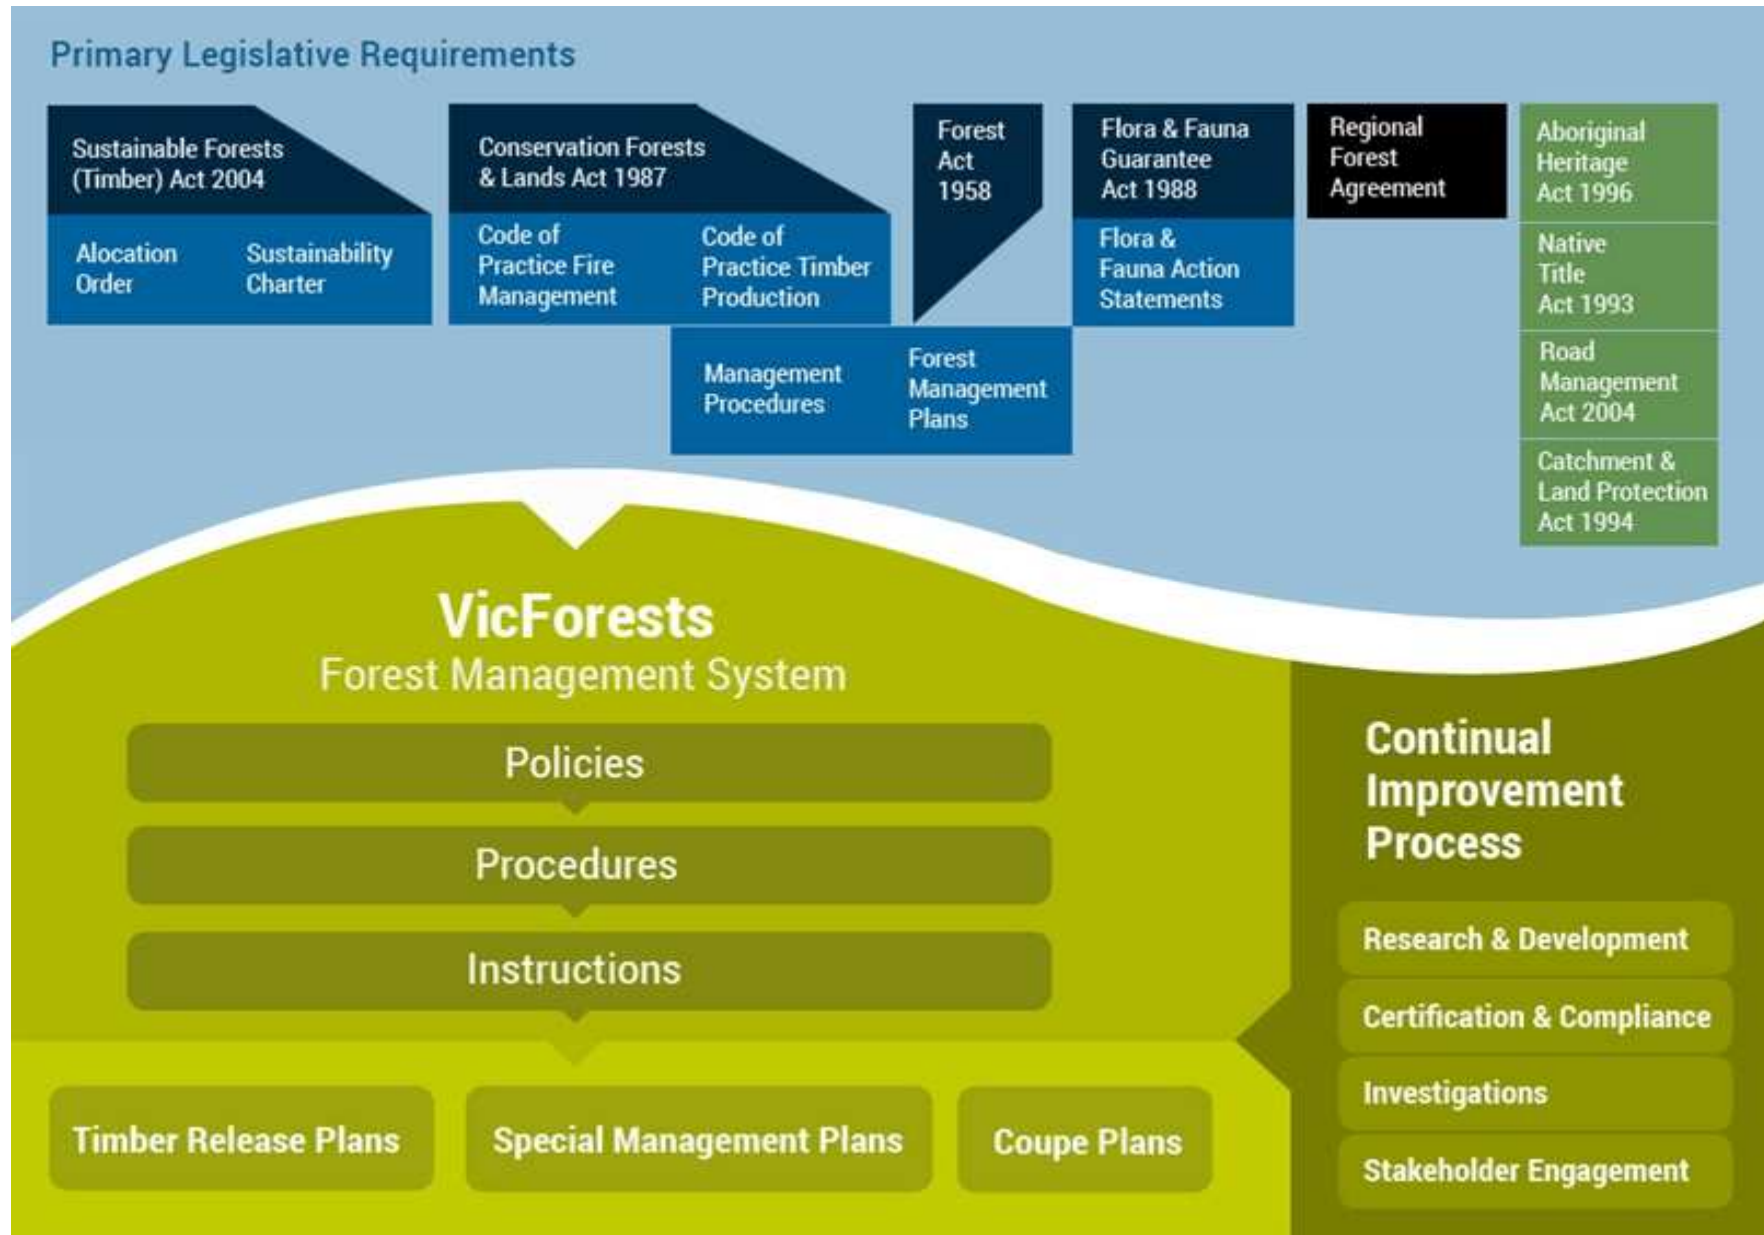 Primary Legislative Requirements
Sustainable Forests
(Timber) Act 2004
Alocation
Order
Sustainability
Charter
Conservation Forests
& Lands Act 1987
Code of
Practice Fire
Management
Code of
Practice Timber
Production
Forest
Act
1958
Management
Procedures
Forest
Management
Plans
Flora & Fauna
Guarantee
Act 1988
Flora &
Fauna Action
Statements
Regional
Forest
Agreement
Aboriginal
Heritage
Act 1996
Native
Title
Act 1993
Road
Management
Act 2004
Catchment &
Land Protection
Act 1994
VicForests
Forest Management System
Policies
Procedures
Instructions
Timber Release Plans
Special Management Plans
Coupe Plans
Continual
Improvement
Process
Research & Development
Certification & Compliance
Investigations
Stakeholder Engagement